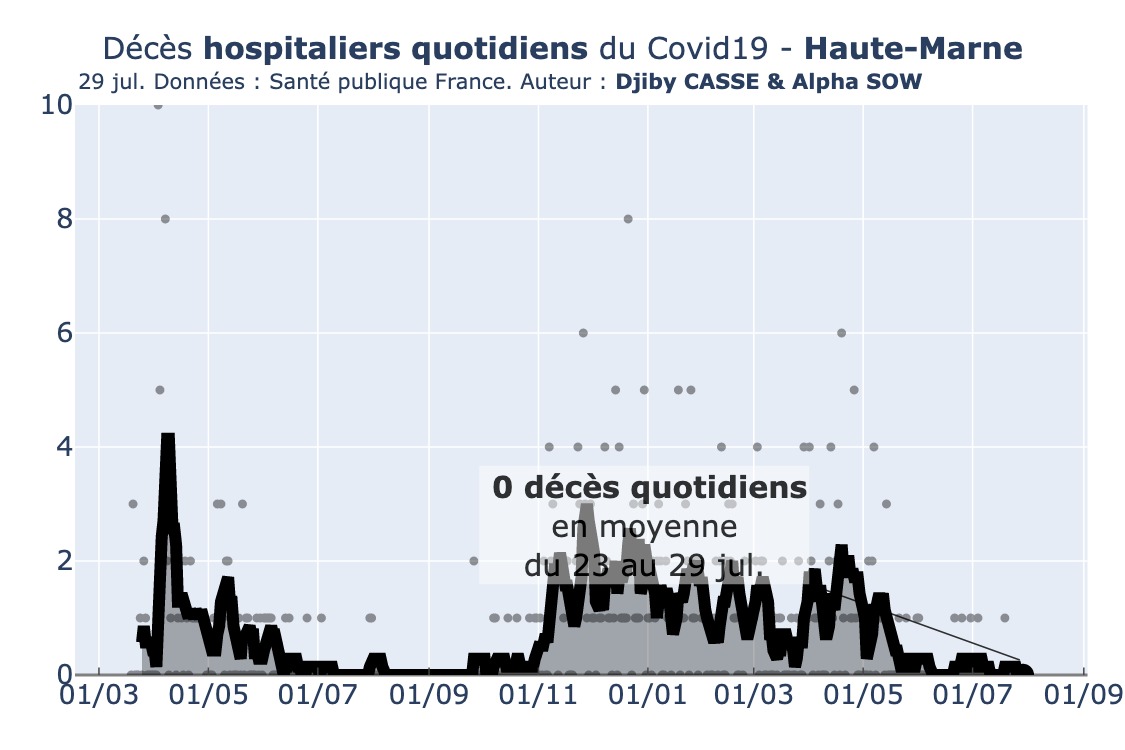 Décès hospitaliers quotidiens du Covid19 - Haute-Marne
29 jul. Données : Santé publique France. Auteur : Djiby CASSE & Alpha SOW
10
8
6
4
2
0
0 décès quotidiens
en moyenne
du 23 au 29 jul.
01/03 01/05 01/07 01/09 01/11 01/01 01/03 01/05 01/07 01/09